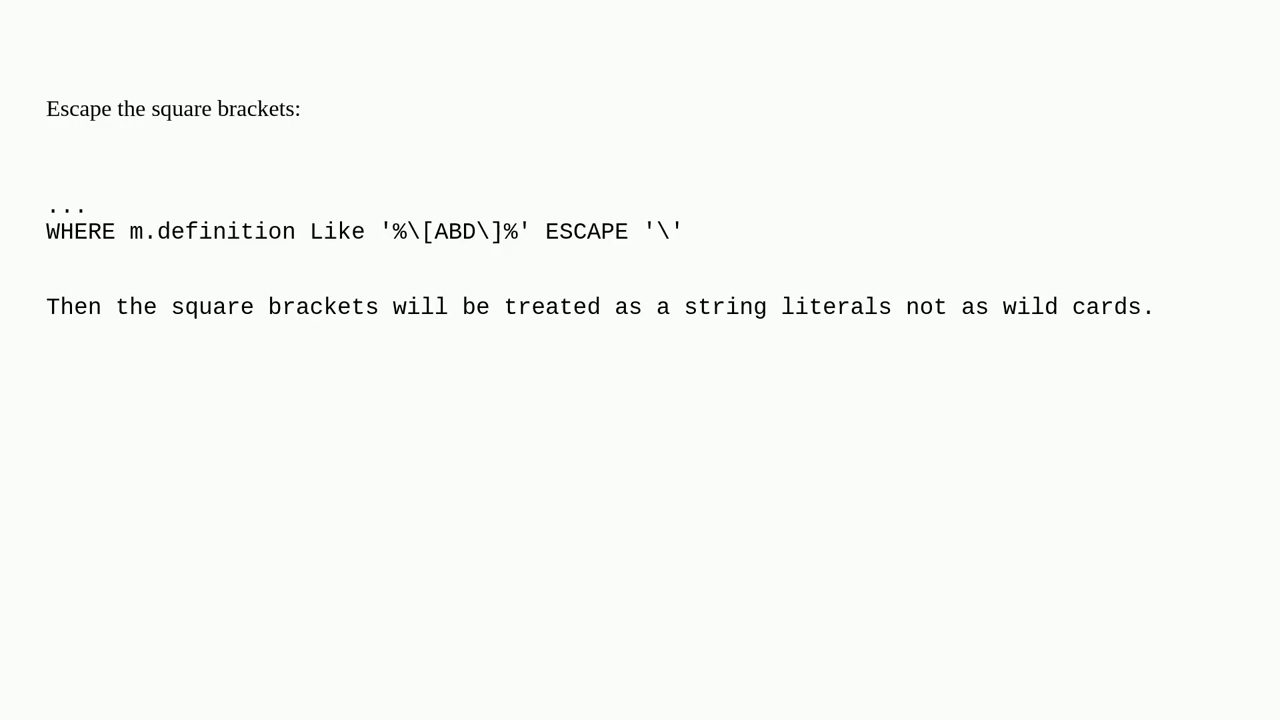 Escape the square brackets:
...
WHERE m.definition Like '%\[ABD\]%' ESCAPE '\'
Then the square brackets will be treated as a string literals not as wild cards.